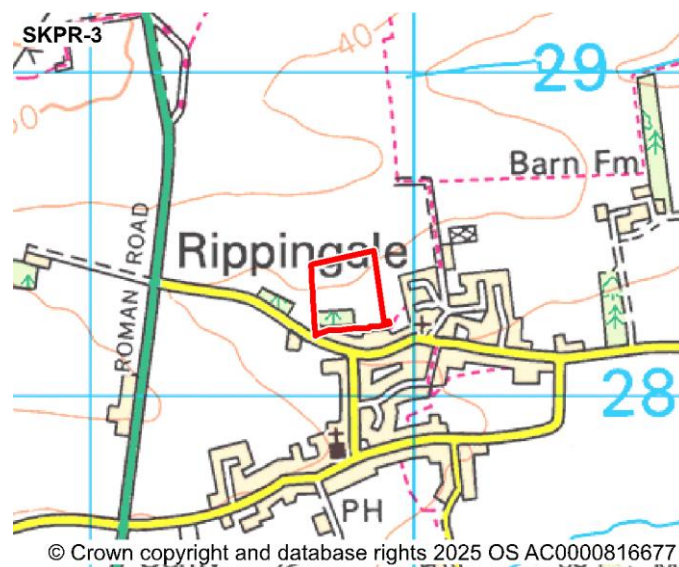 SKPR-3
40
29
50
Barn Fm
ROMAN ROAD
Rippingale
28
PH
© Crown copyright and database rights 2025 OS AC0000816677